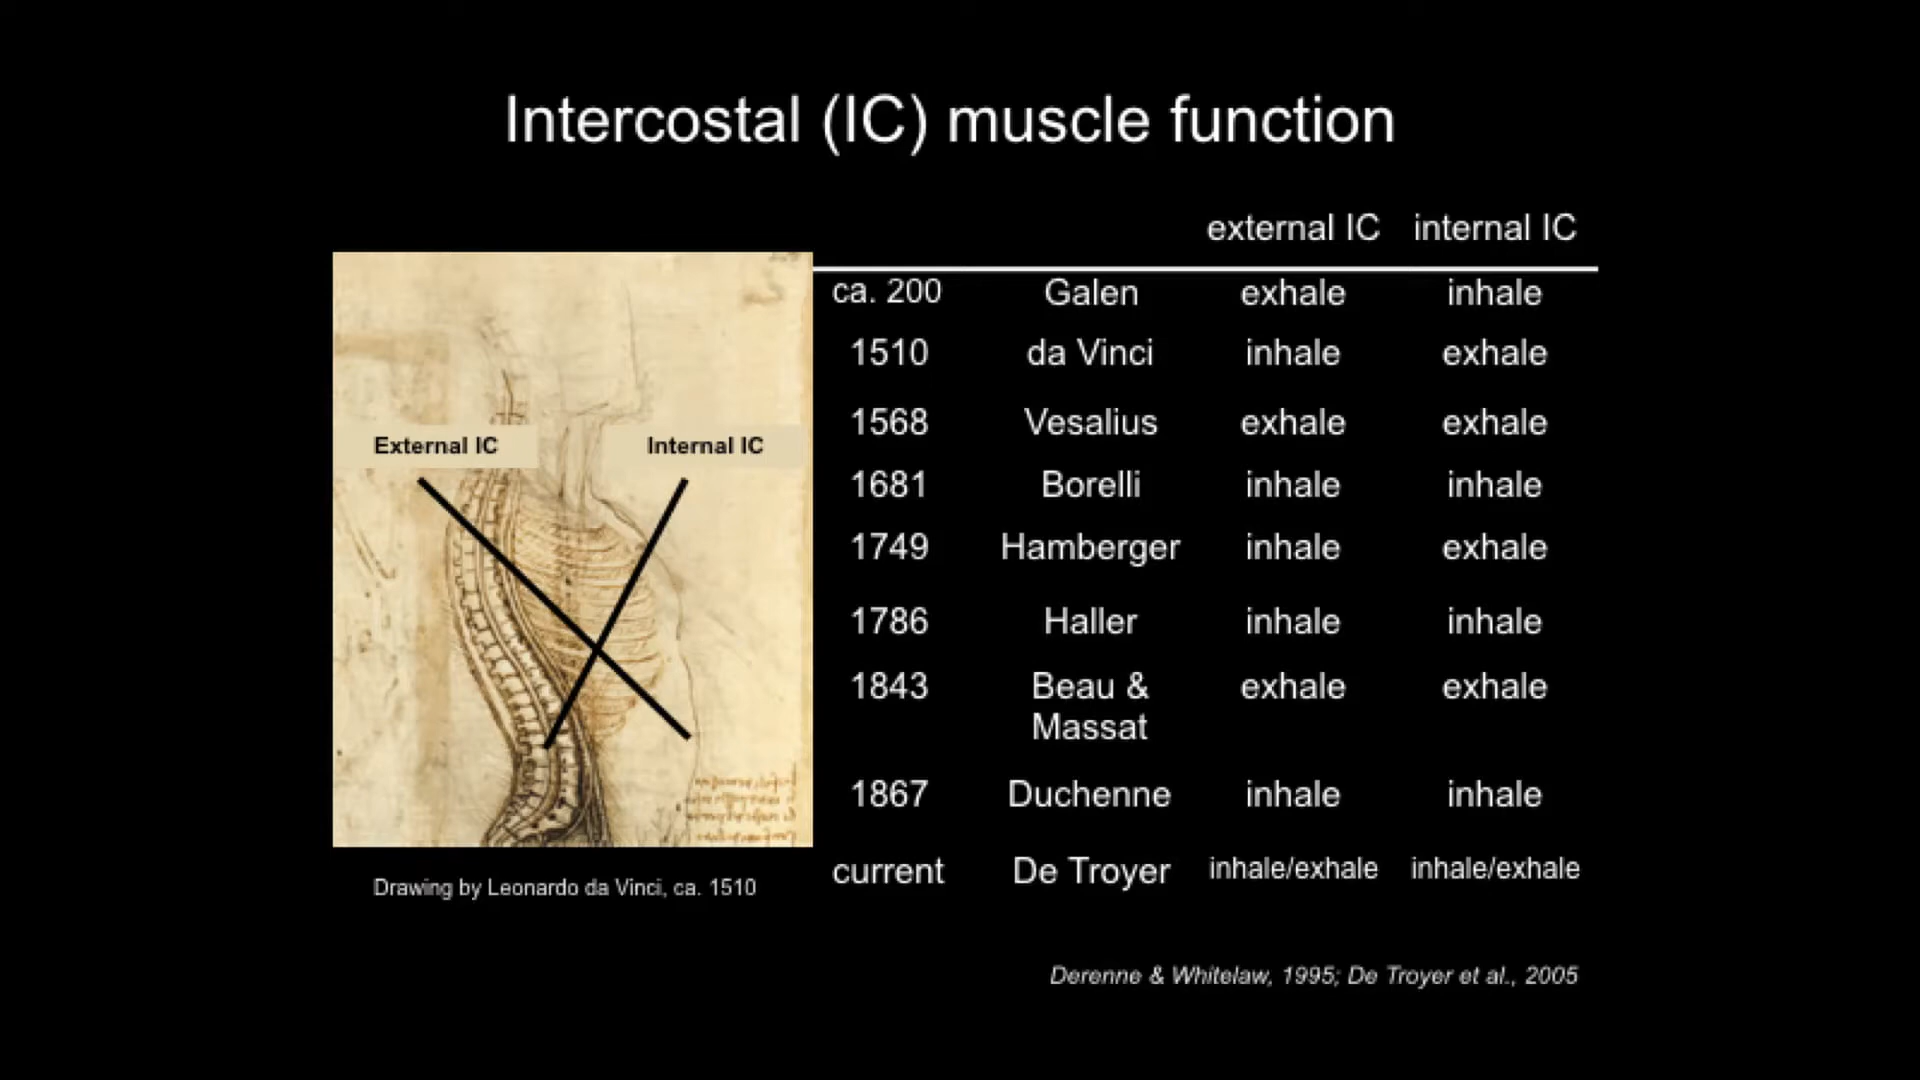 Intercostal (IC) muscle function
external IC internal IC
ca. 200 Galen exhale inhale
1510 da Vinci inhale exhale
1568 Vesalius exhale exhale
1681 Borelli inhale inhale
1749 Hamberger inhale exhale
1786 Haller inhale inhale
1843 Beau & Massat exhale exhale
1867 Duchenne inhale inhale
current De Troyer inhale/exhale inhale/exhale
External IC
Internal IC
Drawing by Leonardo da Vinci, ca. 1510
Derenne & Whitelaw, 1995; De Troyer et al., 2005